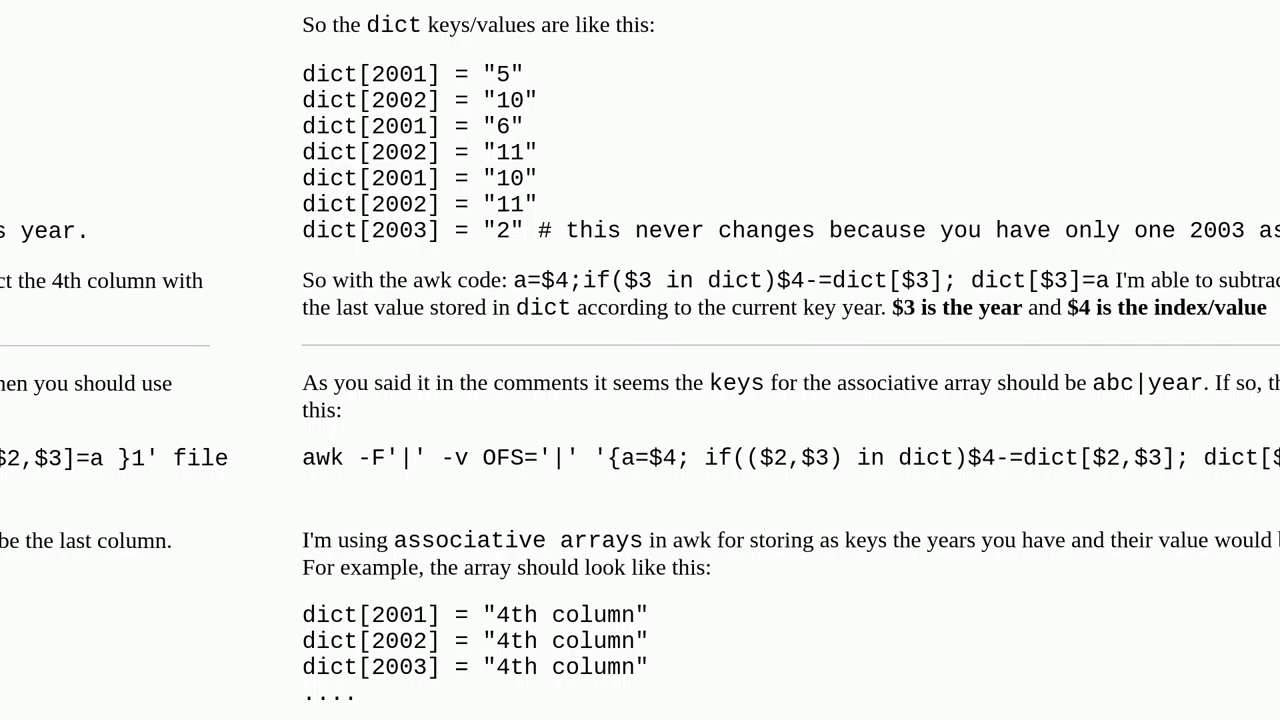 s year.
ct the 4th column with
hen you should use
$2,$3]=a }1' file
be the last column.
So the dict keys/values are like this:
dict[2001] = "5"
dict[2002] = "10"
dict[2001] = "6"
dict[2002] = "11"
dict[2001] = "10"
dict[2002] = "11"
dict[2003] = "2" # this never changes because you have only one 2003 as
So with the awk code: a=$4;if($3 in dict)$4-=dict[$3]; dict[$3]=a I'm able to subtrac
the last value stored in dict according to the current key year. $3 is the year and $4 is the index/value
As you said it in the comments it seems the keys for the associative array should be abc|year. If so, th
this:
awk -F'|' -v OFS='|' '{a=$4; if(($2,$3) in dict)$4-=dict[$2,$3]; dict[$
I'm using associative arrays in awk for storing as keys the years you have and their value would b
For example, the array should look like this:
dict[2001] = "4th column"
dict[2002] = "4th column"
dict[2003] = "4th column"
....